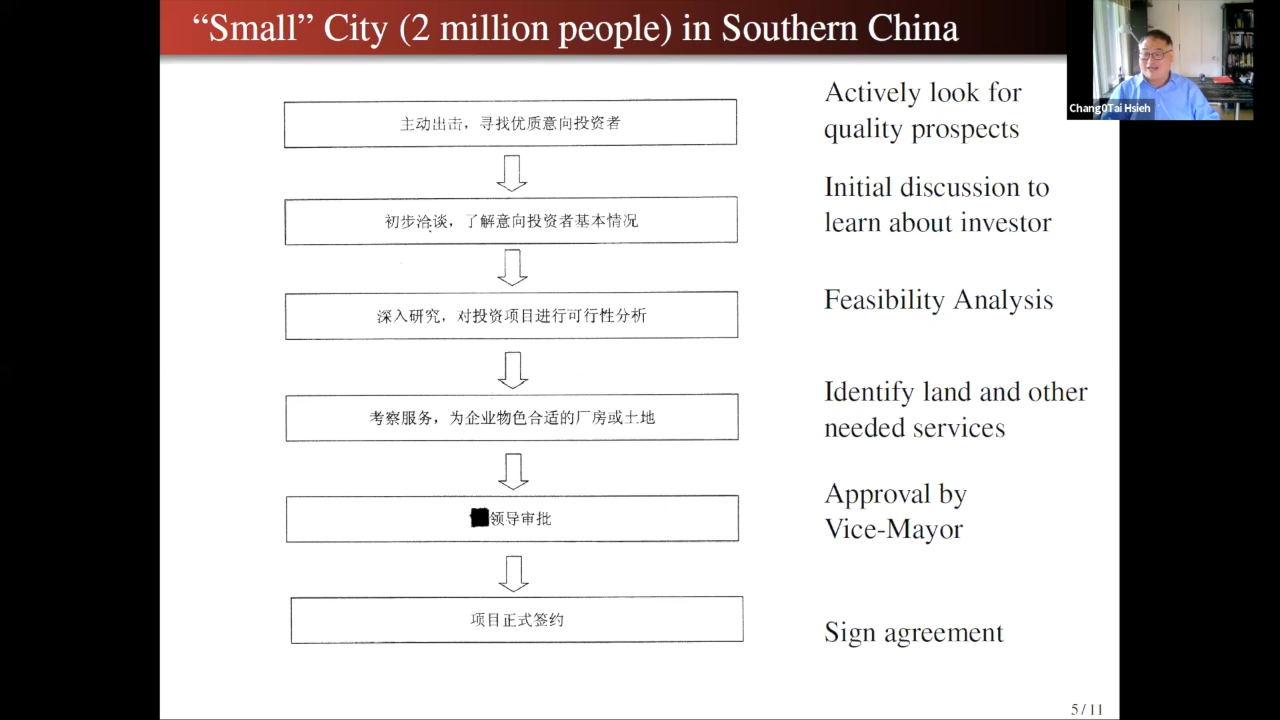 “Small” City (2 million people) in Southern China
Chang0Tai Hsieh
主动出击，寻找优质意向投资者
Actively look for
quality prospects
初步洽谈，了解意向投资者基本情况
Initial discussion to
learn about investor
深入研究，对投资项目进行可行性分析
Feasibility Analysis
考察服务，为企业物色合适的厂房或土地
Identify land and other
needed services
领导审批
Approval by
Vice-Mayor
项目正式签约
Sign agreement
5 / 11